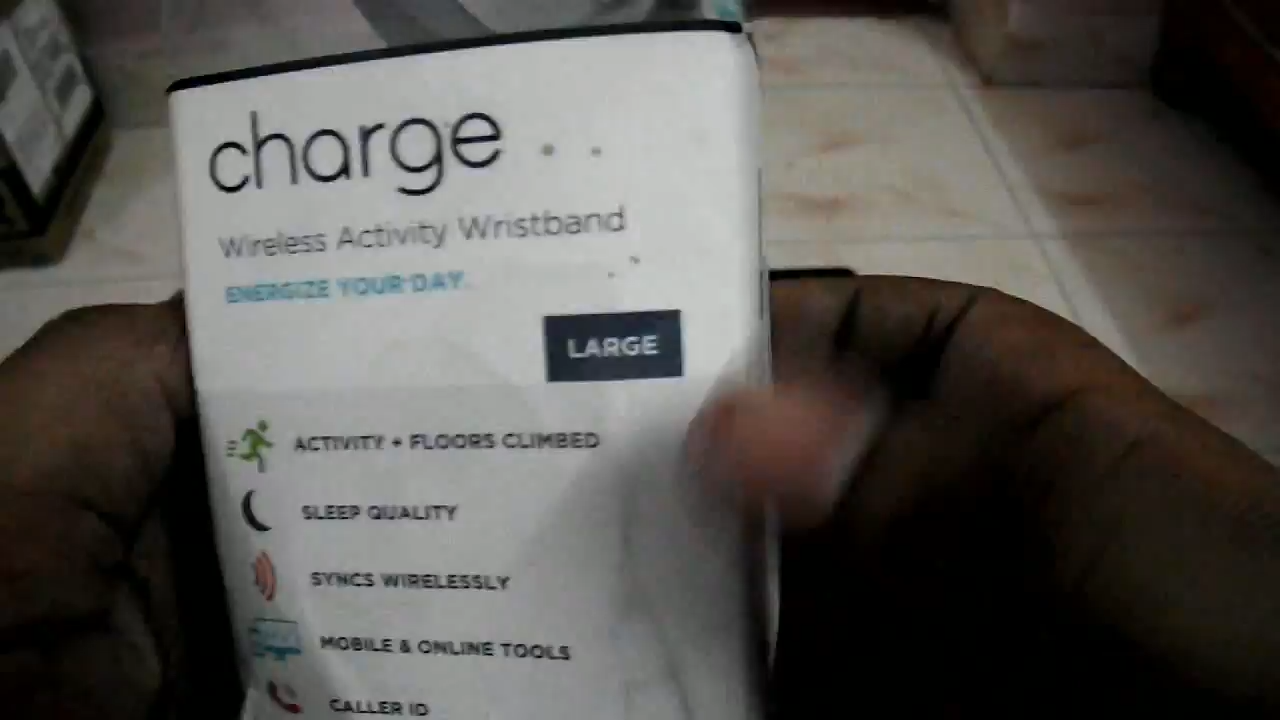 charge
Wireless Activity Wristband
ENERGIZE YOUR DAY.
LARGE
ACTIVITY + FLOORS CLIMBED
SLEEP QUALITY
SYNCS WIRELESSLY
MOBILE & ONLINE TOOLS
CALLER ID